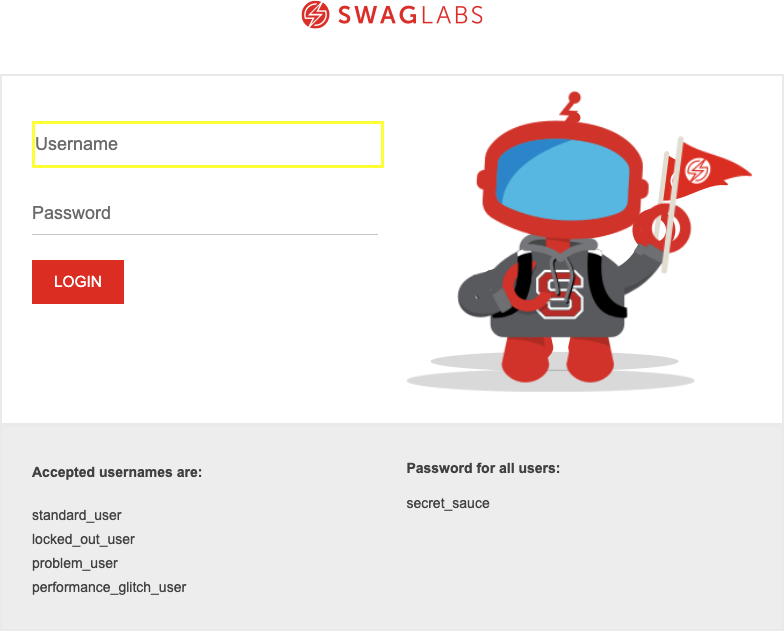 SWAGLABS
Username
Password
LOGIN
S
Accepted usernames are:
standard_user
locked_out_user
problem_user
performance_glitch_user
Password for all users:
secret_sauce